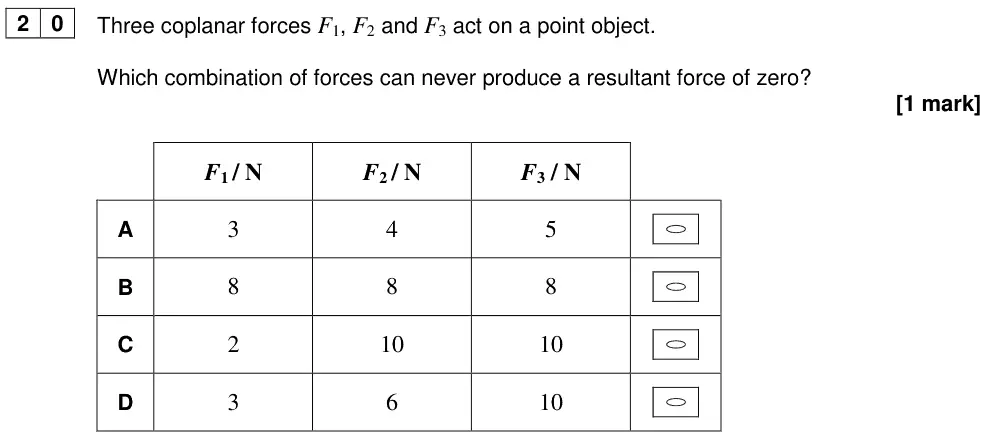 2 0 Three coplanar forces F₁, F₂ and F₃ act on a point object.
Which combination of forces can never produce a resultant force of zero?
[1 mark]
F₁ / N F₂ / N F₃ / N
A 3 4 5
B 8 8 8
C 2 10 10
D 3 6 10